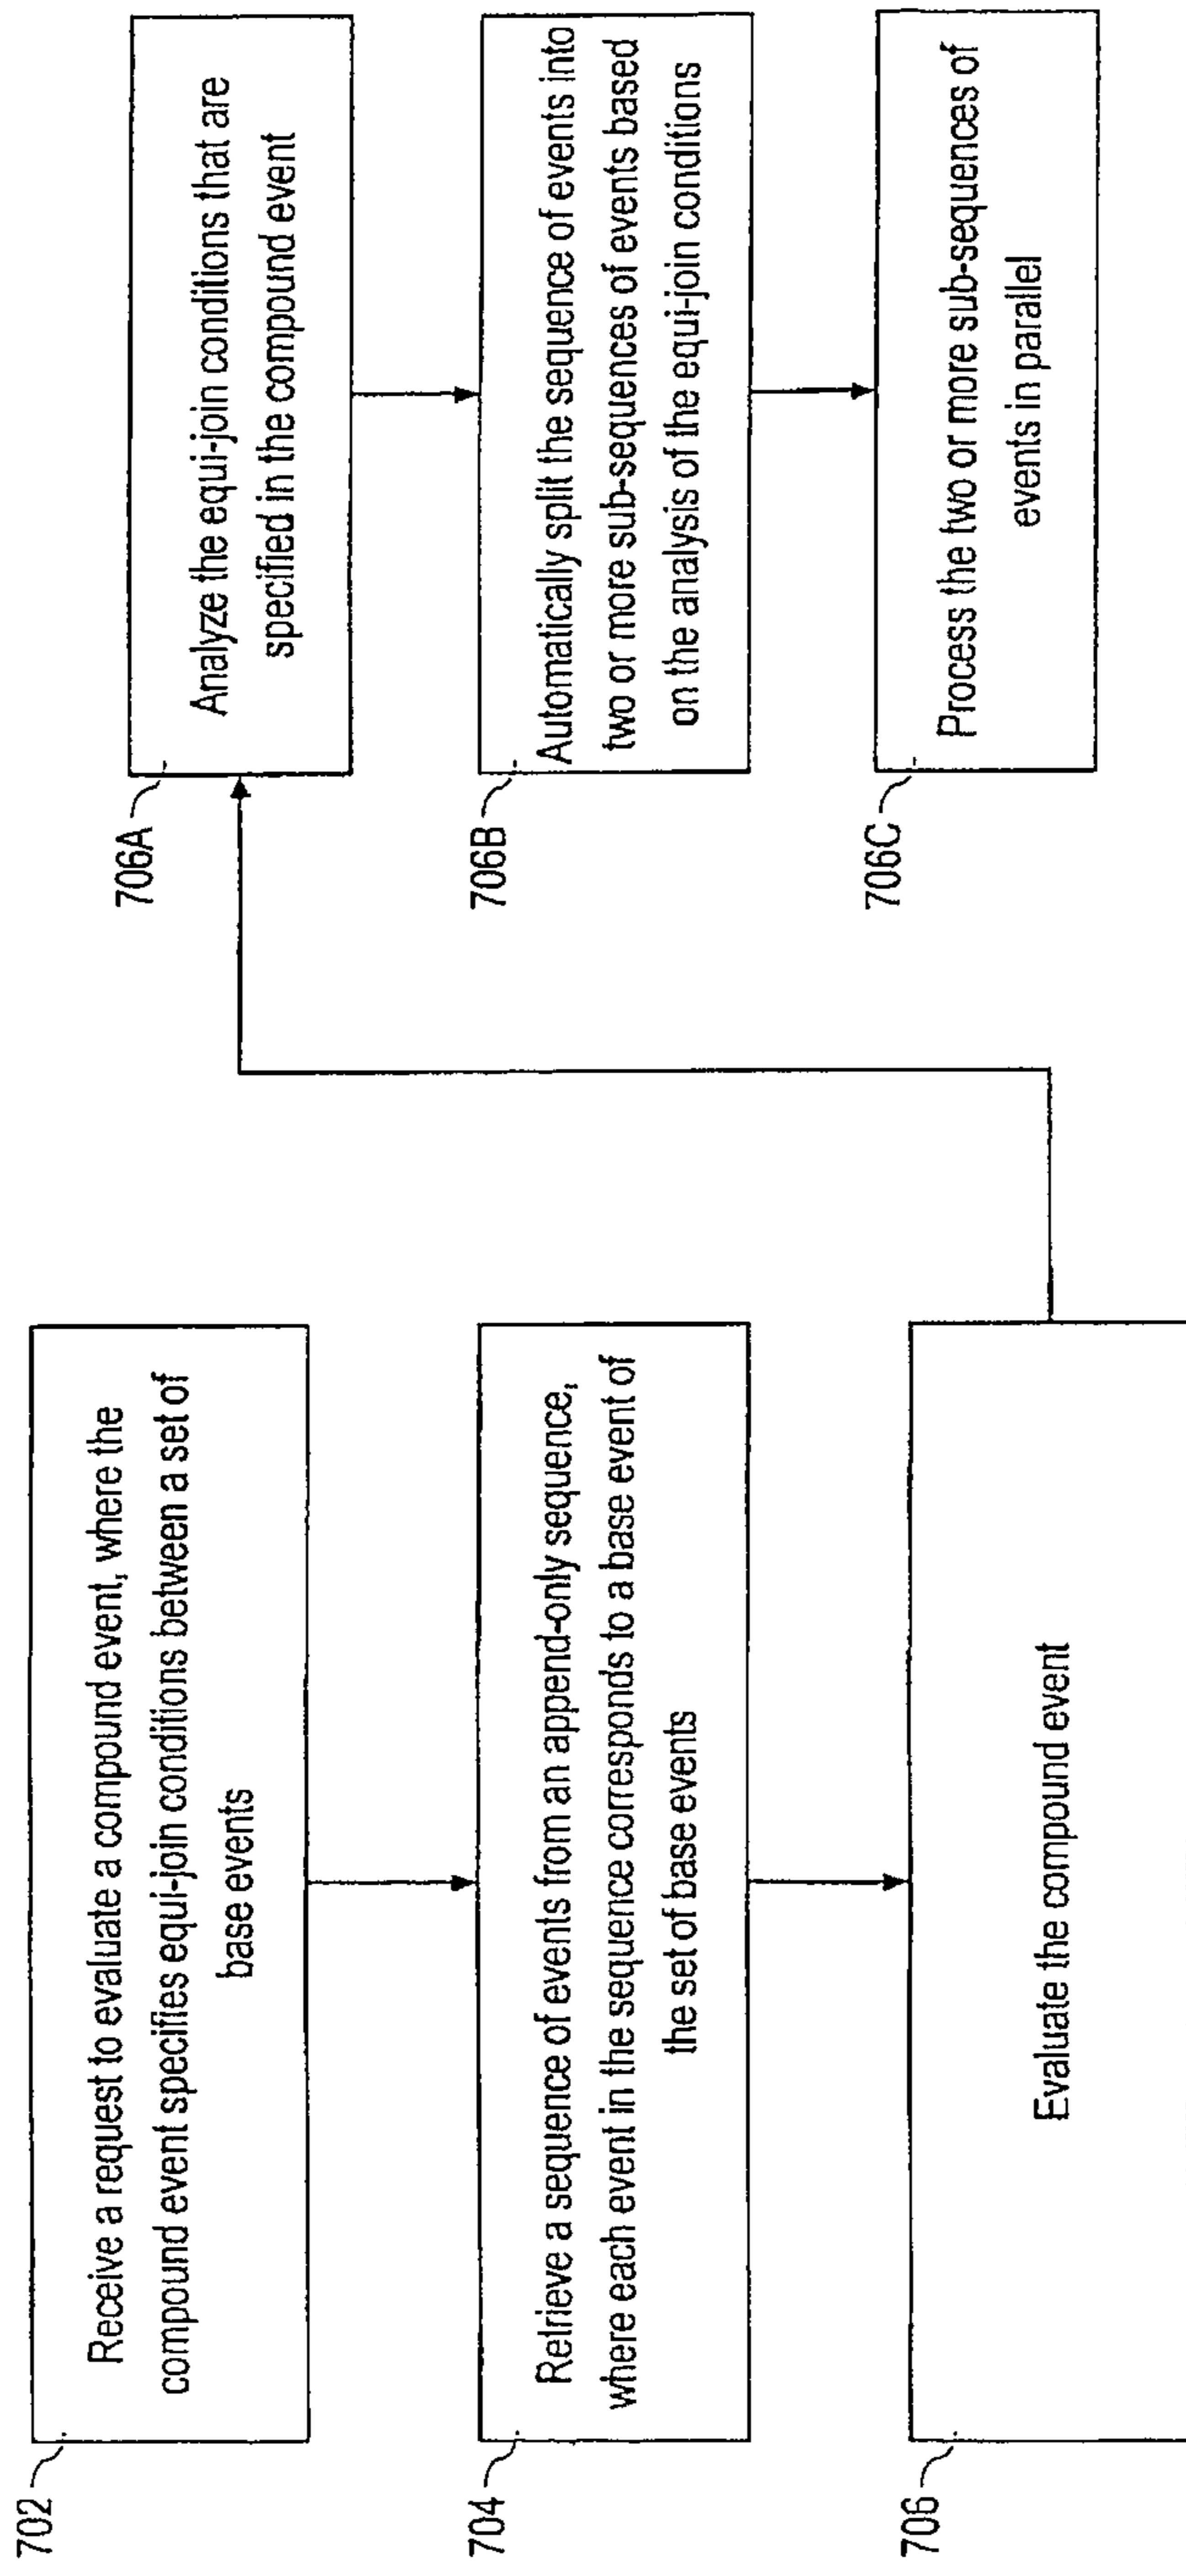 702
Receive a request to evaluate a compound event, where the
compound event specifies equi-join conditions between a set of
base events
704
Retrieve a sequence of events from an append-only sequence,
where each event in the sequence corresponds to a base event of
the set of base events
706
Evaluate the compound event
706A
Analyze the equi-join conditions that are
specified in the compound event
706B
Automatically split the sequence of events into
two or more sub-sequences of events based
on the analysis of the equi-join conditions
706C
Process the two or more sub-sequences of
events in parallel